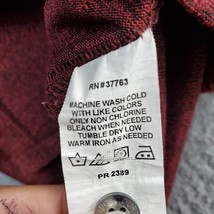 RN#37763
MACHINE WASH COLD
WITH LIKE COLORS
ONLY NON CHLORINE
BLEACH WHEN NEEDED
TUMBLE DRY LOW
WARM IRON AS NEEDED
PR 2389